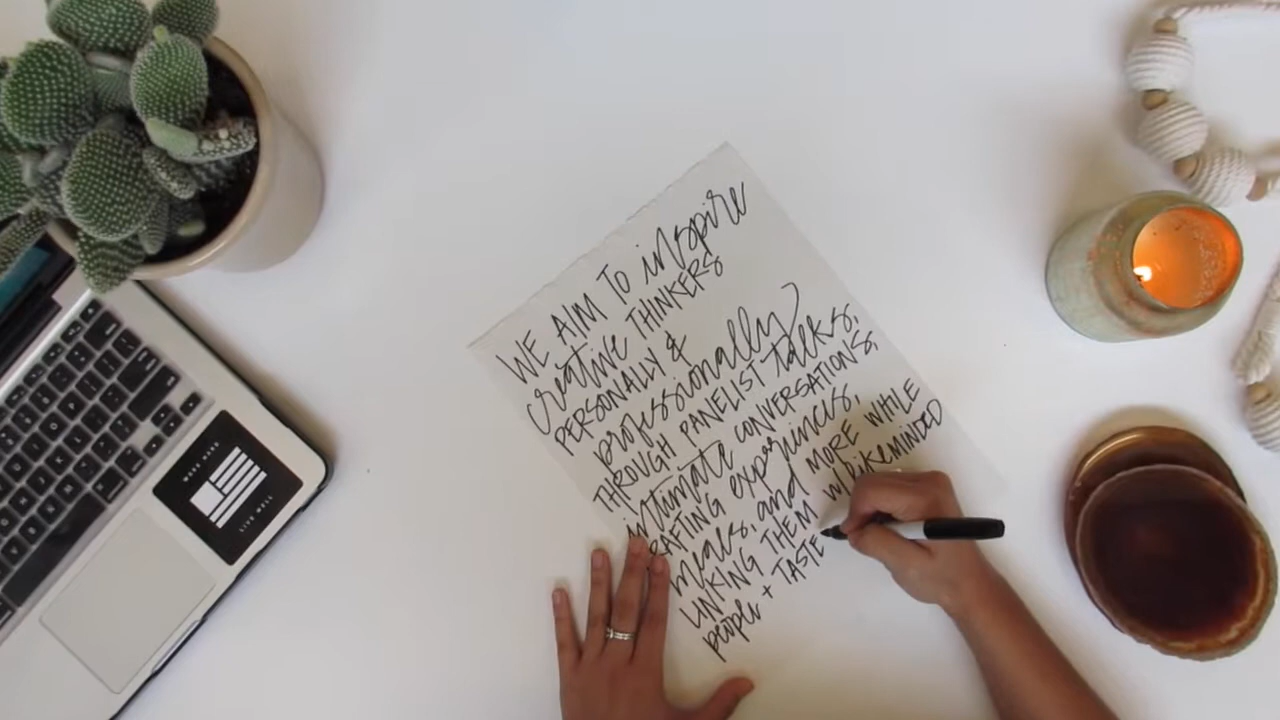 WE AIM TO inspire
creative THINKERS
PERSONALLY &
professionally
THROUGH PANELIST talks,
intimate CONVERSATIONS,
CRAFTING experiences,
meals, and MORE WHILE
LINKING THEM w/ likeMINDED
people + TASTE